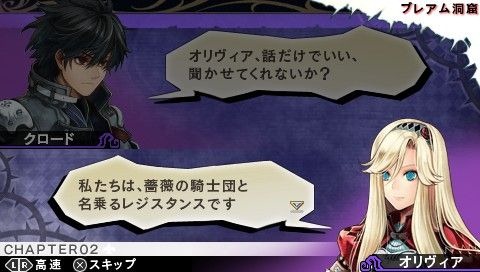 プレアム洞窟
オリヴィア、話だけでいい、
聞かせてくれないか？
クロード
私たちは、薔薇の騎士団と
名乗るレジスタンスです
オリヴィア
CHAPTER02
L R 高速 ×スキップ